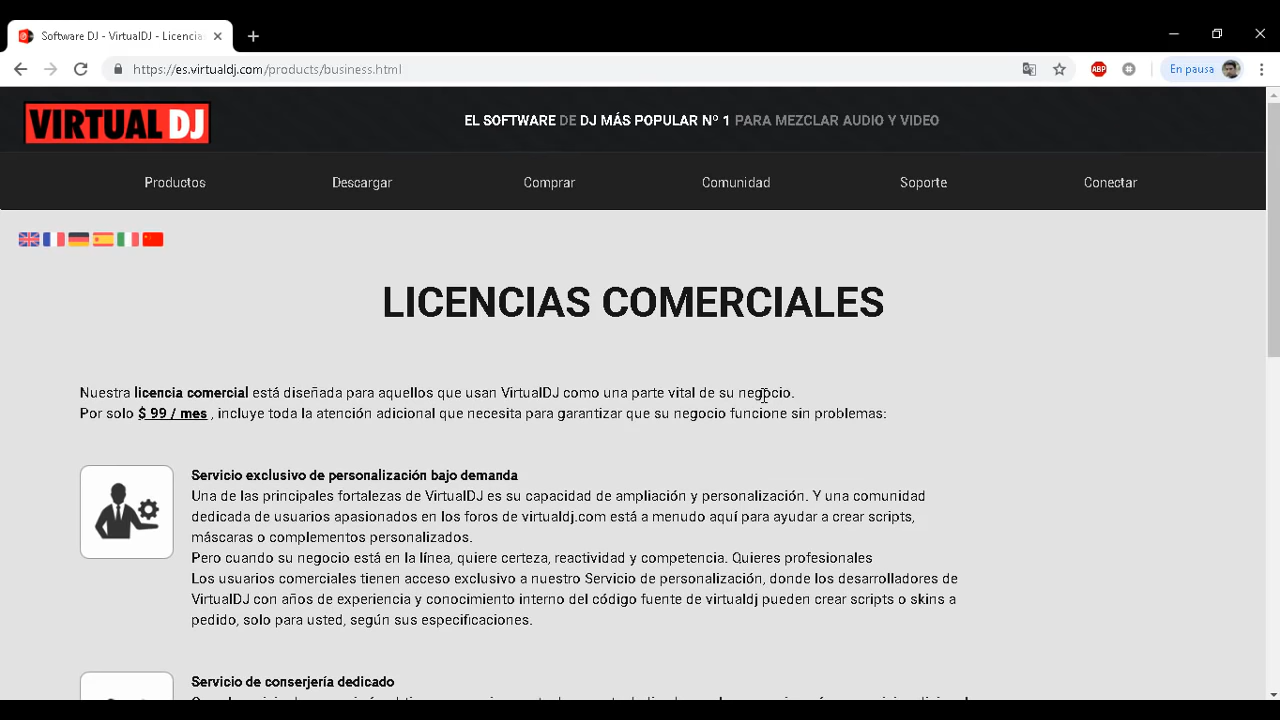 Software DJ - VirtualDJ - Licencia
https://es.virtualdj.com/products/business.html
ABP
En pausa
VIRTUAL DJ
EL SOFTWARE DE DJ MÁS POPULAR Nº 1 PARA MEZCLAR AUDIO Y VIDEO
Productos
Descargar
Comprar
Comunidad
Soporte
Conectar
LICENCIAS COMERCIALES
Nuestra licencia comercial está diseñada para aquellos que usan VirtualDJ como una parte vital de su negocio.
Por solo $ 99 / mes , incluye toda la atención adicional que necesita para garantizar que su negocio funcione sin problemas:
Servicio exclusivo de personalización bajo demanda
Una de las principales fortalezas de VirtualDJ es su capacidad de ampliación y personalización. Y una comunidad
dedicada de usuarios apasionados en los foros de virtualdj.com está a menudo aquí para ayudar a crear scripts,
máscaras o complementos personalizados.
Pero cuando su negocio está en la línea, quiere certeza, reactividad y competencia. Quieres profesionales
Los usuarios comerciales tienen acceso exclusivo a nuestro Servicio de personalización, donde los desarrolladores de
VirtualDJ con años de experiencia y conocimiento interno del código fuente de virtualdj pueden crear scripts o skins a
pedido, solo para usted, según sus especificaciones.
Servicio de conserjería dedicado